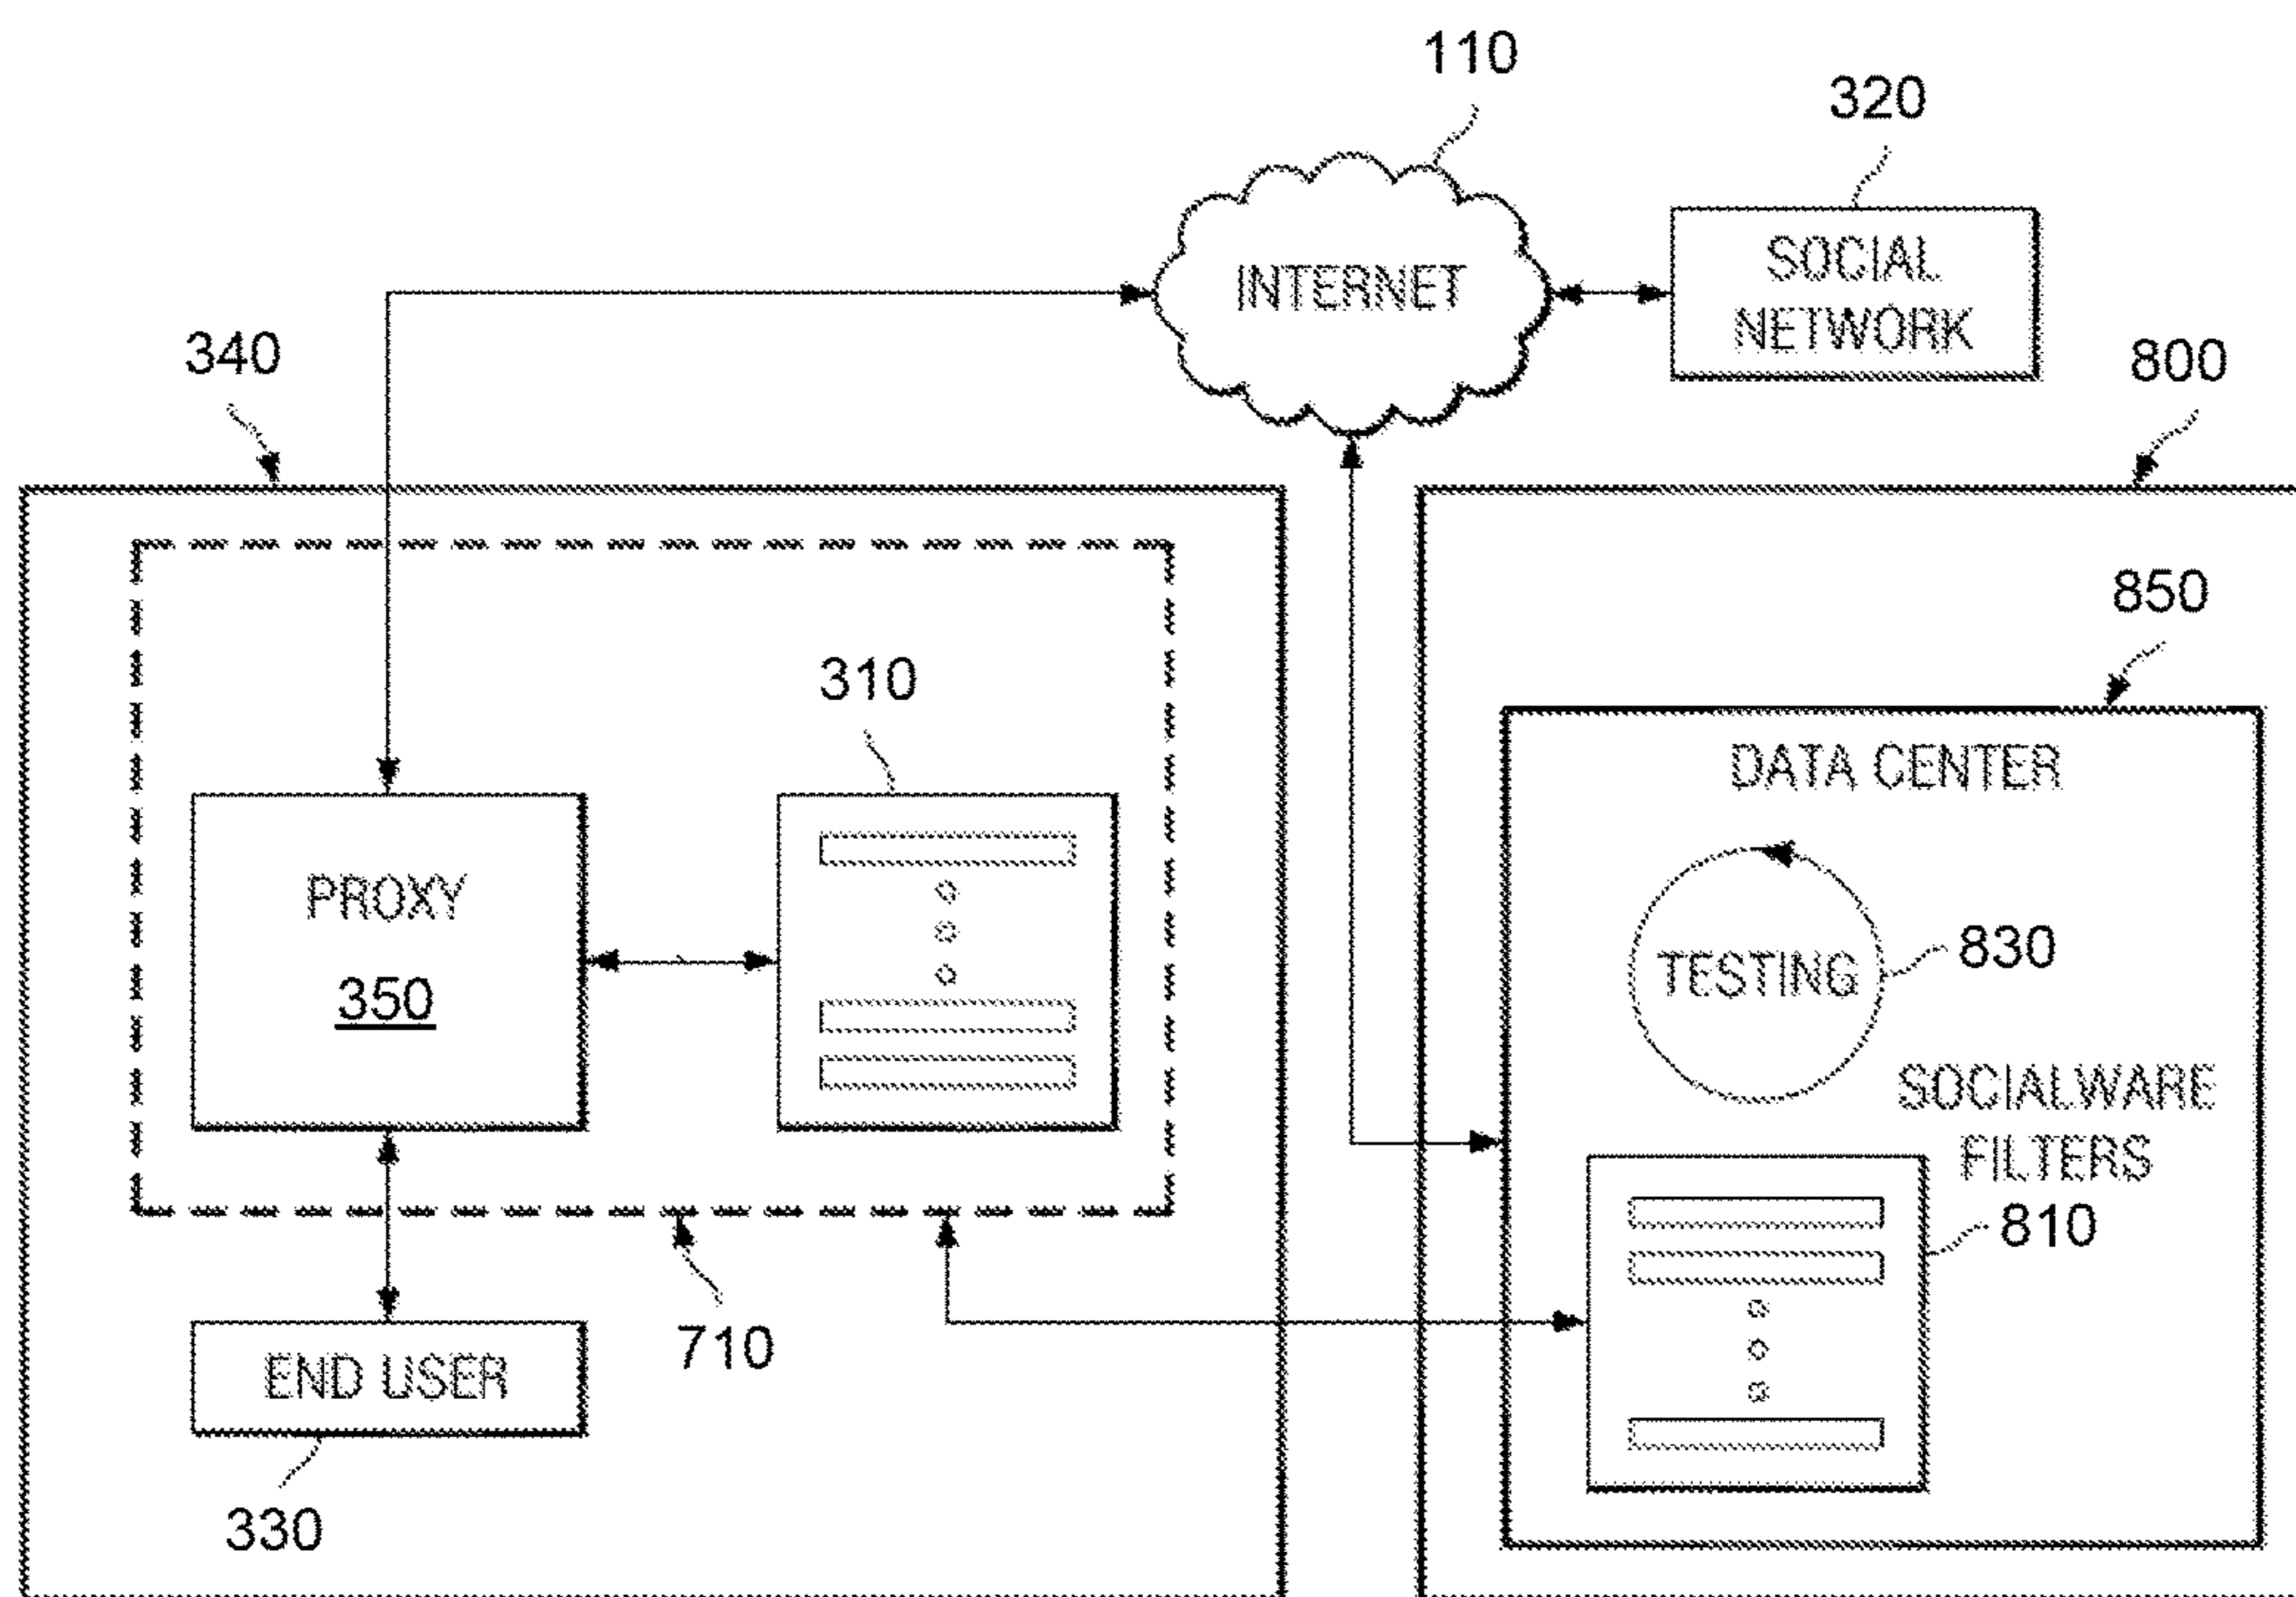 110
320
INTERNET
SOCIAL
NETWORK
340
800
850
310
DATA CENTER
PROXY
350
TESTING
830
SOCIALWARE
FILTERS
810
710
END USER
330